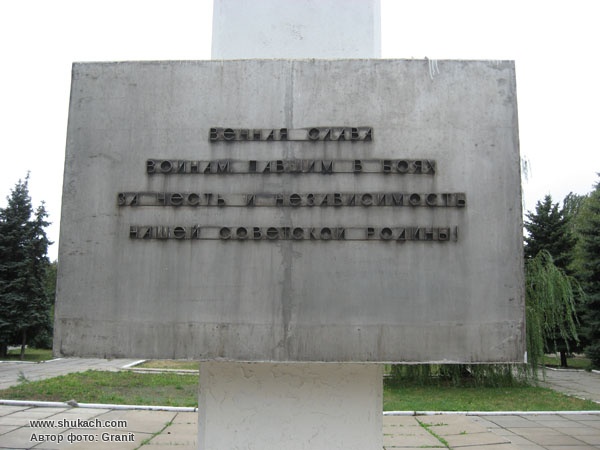 ВЕЧНАЯ СЛАВА
ВОИНАМ ПАВШИМ В БОЯХ
ЗА ЧЕСТЬ И НЕЗАВИСИМОСТЬ
НАШЕЙ СОВЕТСКОЙ РОДИНЫ!
www.shukach.com
Автор фото: Granit